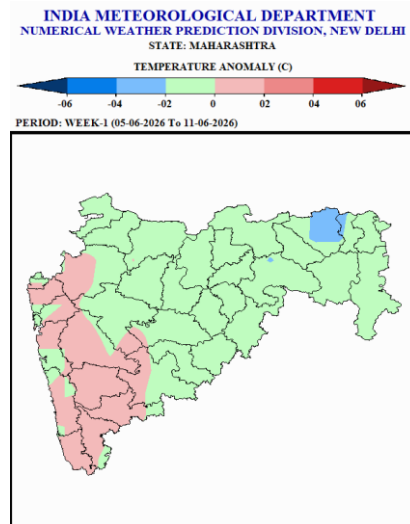 INDIA METEOROLOGICAL DEPARTMENT
NUMERICAL WEATHER PREDICTION DIVISION, NEW DELHI
STATE: MAHARASHTRA
TEMPERATURE ANOMALY (C)
-06 -04 -02 0 02 04 06
PERIOD: WEEK-1 (05-06-2026 To 11-06-2026)